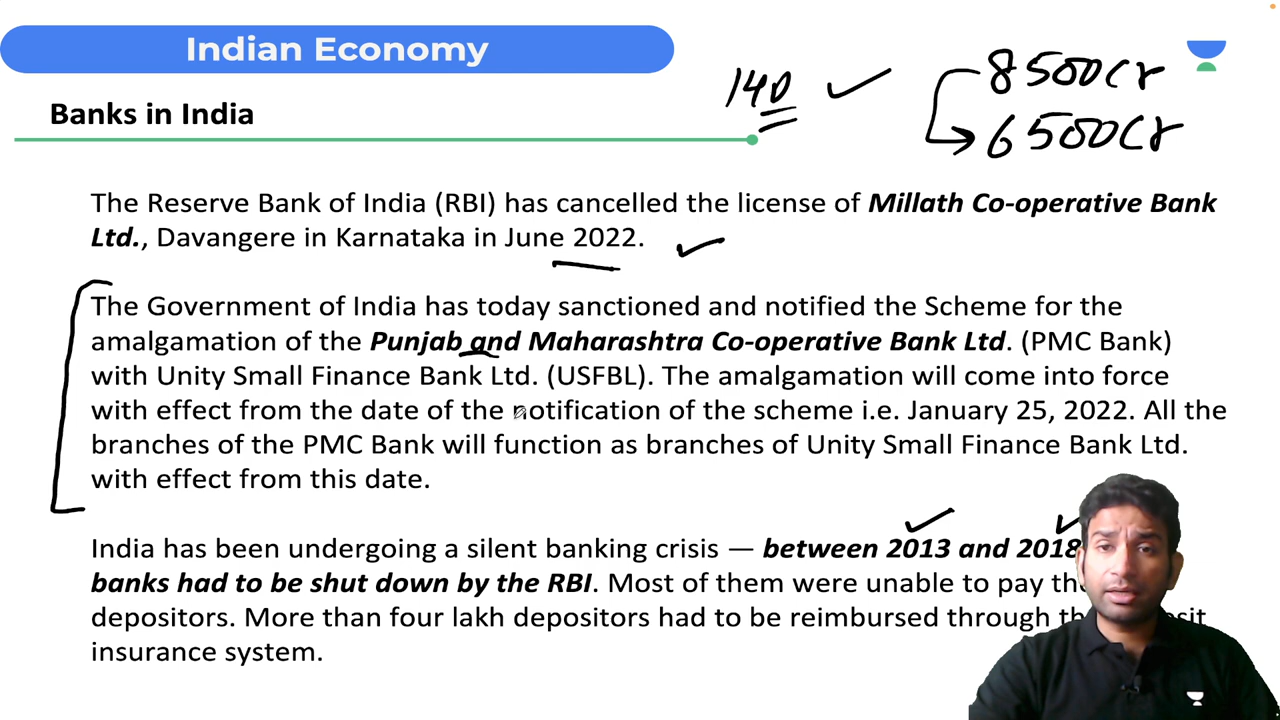 Indian Economy
140
8500Cr
6500Cr
Banks in India
The Reserve Bank of India (RBI) has cancelled the license of Millath Co-operative Bank
Ltd., Davangere in Karnataka in June 2022.
The Government of India has today sanctioned and notified the Scheme for the
amalgamation of the Punjab and Maharashtra Co-operative Bank Ltd. (PMC Bank)
with Unity Small Finance Bank Ltd. (USFBL). The amalgamation will come into force
with effect from the date of the notification of the scheme i.e. January 25, 2022. All the
branches of the PMC Bank will function as branches of Unity Small Finance Bank Ltd.
with effect from this date.
India has been undergoing a silent banking crisis — between 2013 and 2018
banks had to be shut down by the RBI. Most of them were unable to pay
depositors. More than four lakh depositors had to be reimbursed through
insurance system.